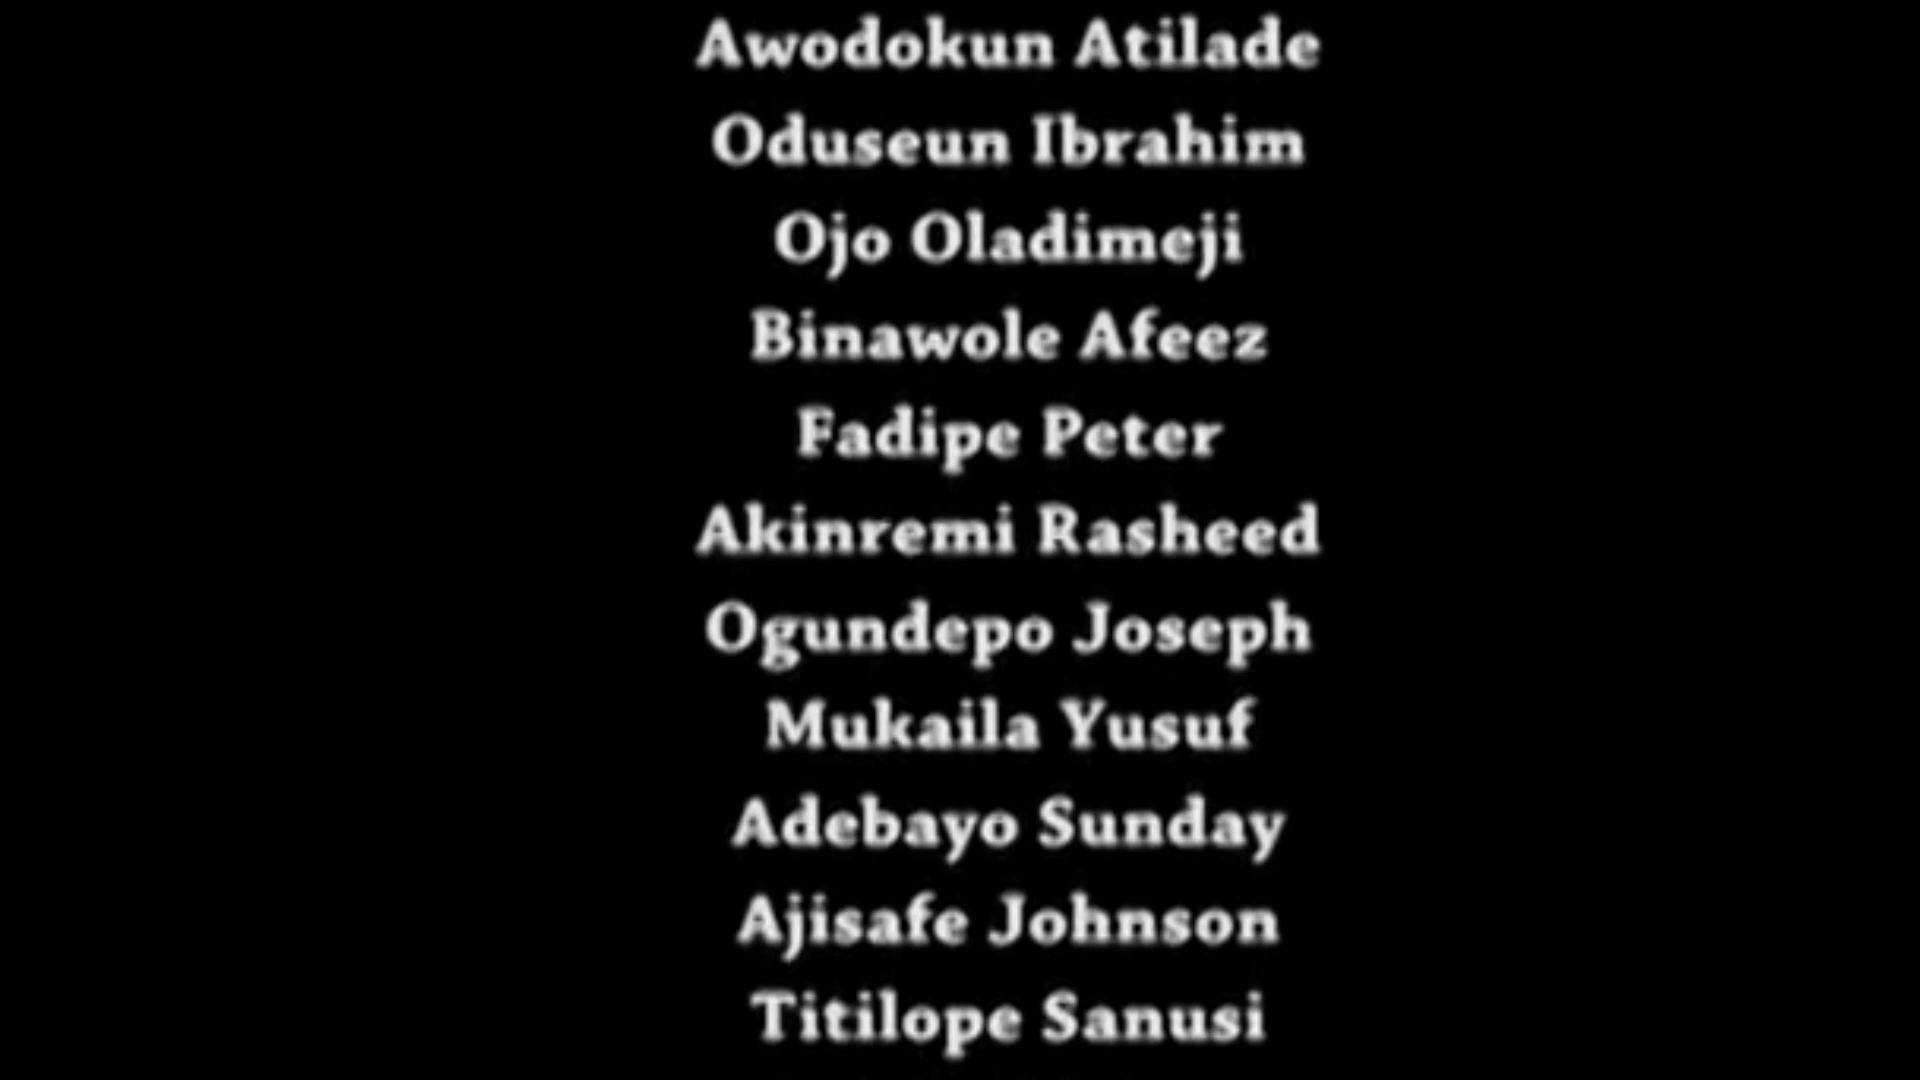 Awodokun Atilade
Oduseun Ibrahim
Ojo Oladimeji
Binawole Afeez
Fadipe Peter
Akinremi Rasheed
Ogundepo Joseph
Mukaila Yusuf
Adebayo Sunday
Ajisafe Johnson
Titilope Sanusi